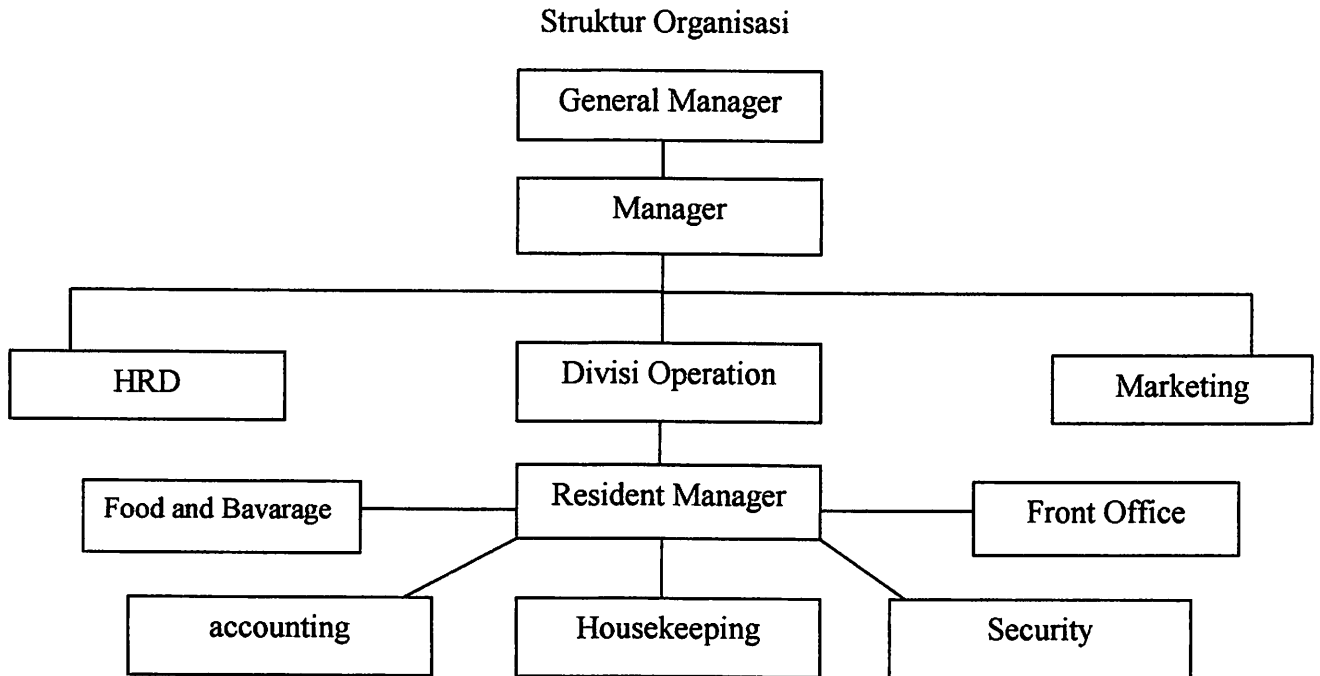 Struktur Organisasi
General Manager
Manager
HRD
Divisi Operation
Marketing
Food and Bavarage
Resident Manager
Front Office
accounting
Housekeeping
Security